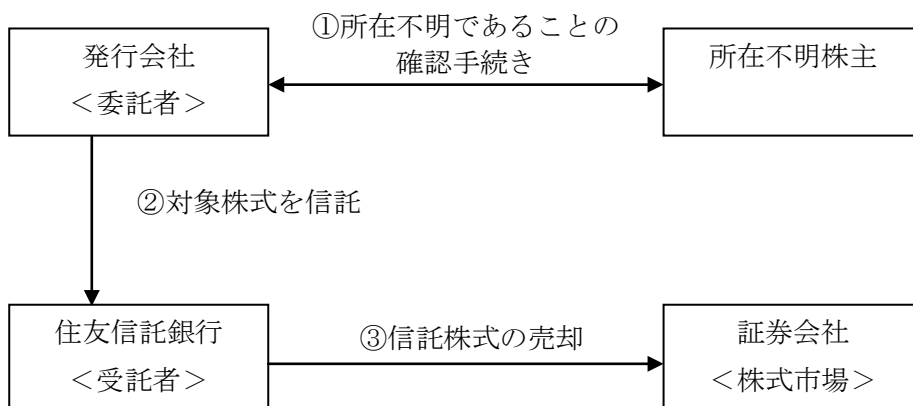 ①所在不明であることの
確認手続き
発行会社
＜委託者＞
所在不明株主
②対象株式を信託
住友信託銀行
＜受託者＞
③信託株式の売却
証券会社
＜株式市場＞